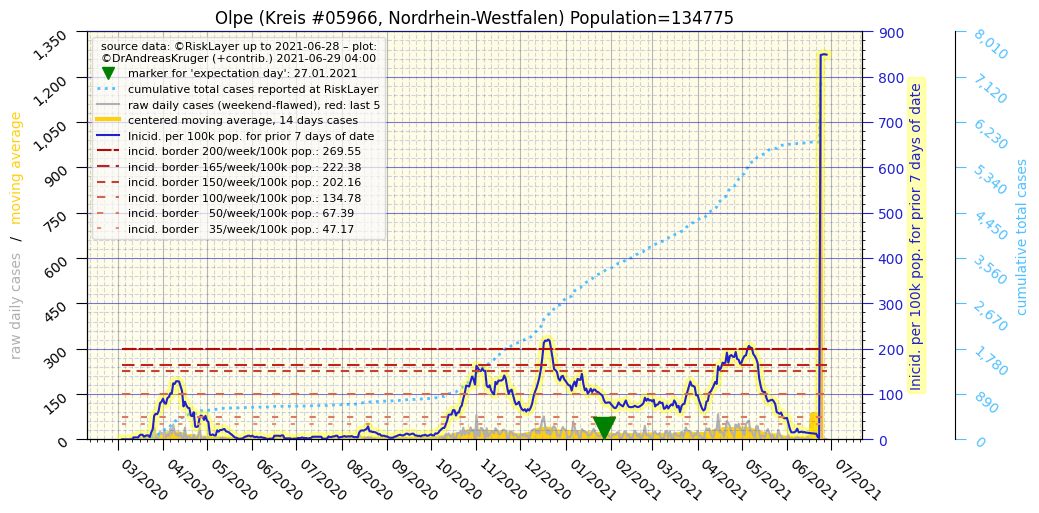 Olpe (Kreis #05966, Nordrhein-Westfalen) Population=134775
source data: ©RiskLayer up to 2021-06-28 – plot:
©DrAndreasKruger (+contrib.) 2021-06-29 04:00
marker for 'expectation day': 27.01.2021
cumulative total cases reported at RiskLayer
raw daily cases (weekend-flawed), red: last 5
centered moving average, 14 days cases
Inicid. per 100k pop. for prior 7 days of date
incid. border 200/week/100k pop.: 269.55
incid. border 165/week/100k pop.: 222.38
incid. border 150/week/100k pop.: 202.16
incid. border 100/week/100k pop.: 134.78
incid. border   50/week/100k pop.: 67.39
incid. border   35/week/100k pop.: 47.17
raw daily cases / moving average
1,350
1,200
1,050
900
750
600
450
300
150
0
900
800
700
600
500
400
300
200
100
0
Inicid. per 100k pop. for prior 7 days of date
8,010
7,120
6,230
5,340
4,450
3,560
2,670
1,780
890
0
cumulative total cases
03/2020
04/2020
05/2020
06/2020
07/2020
08/2020
09/2020
10/2020
11/2020
12/2020
01/2021
02/2021
03/2021
04/2021
05/2021
06/2021
07/2021